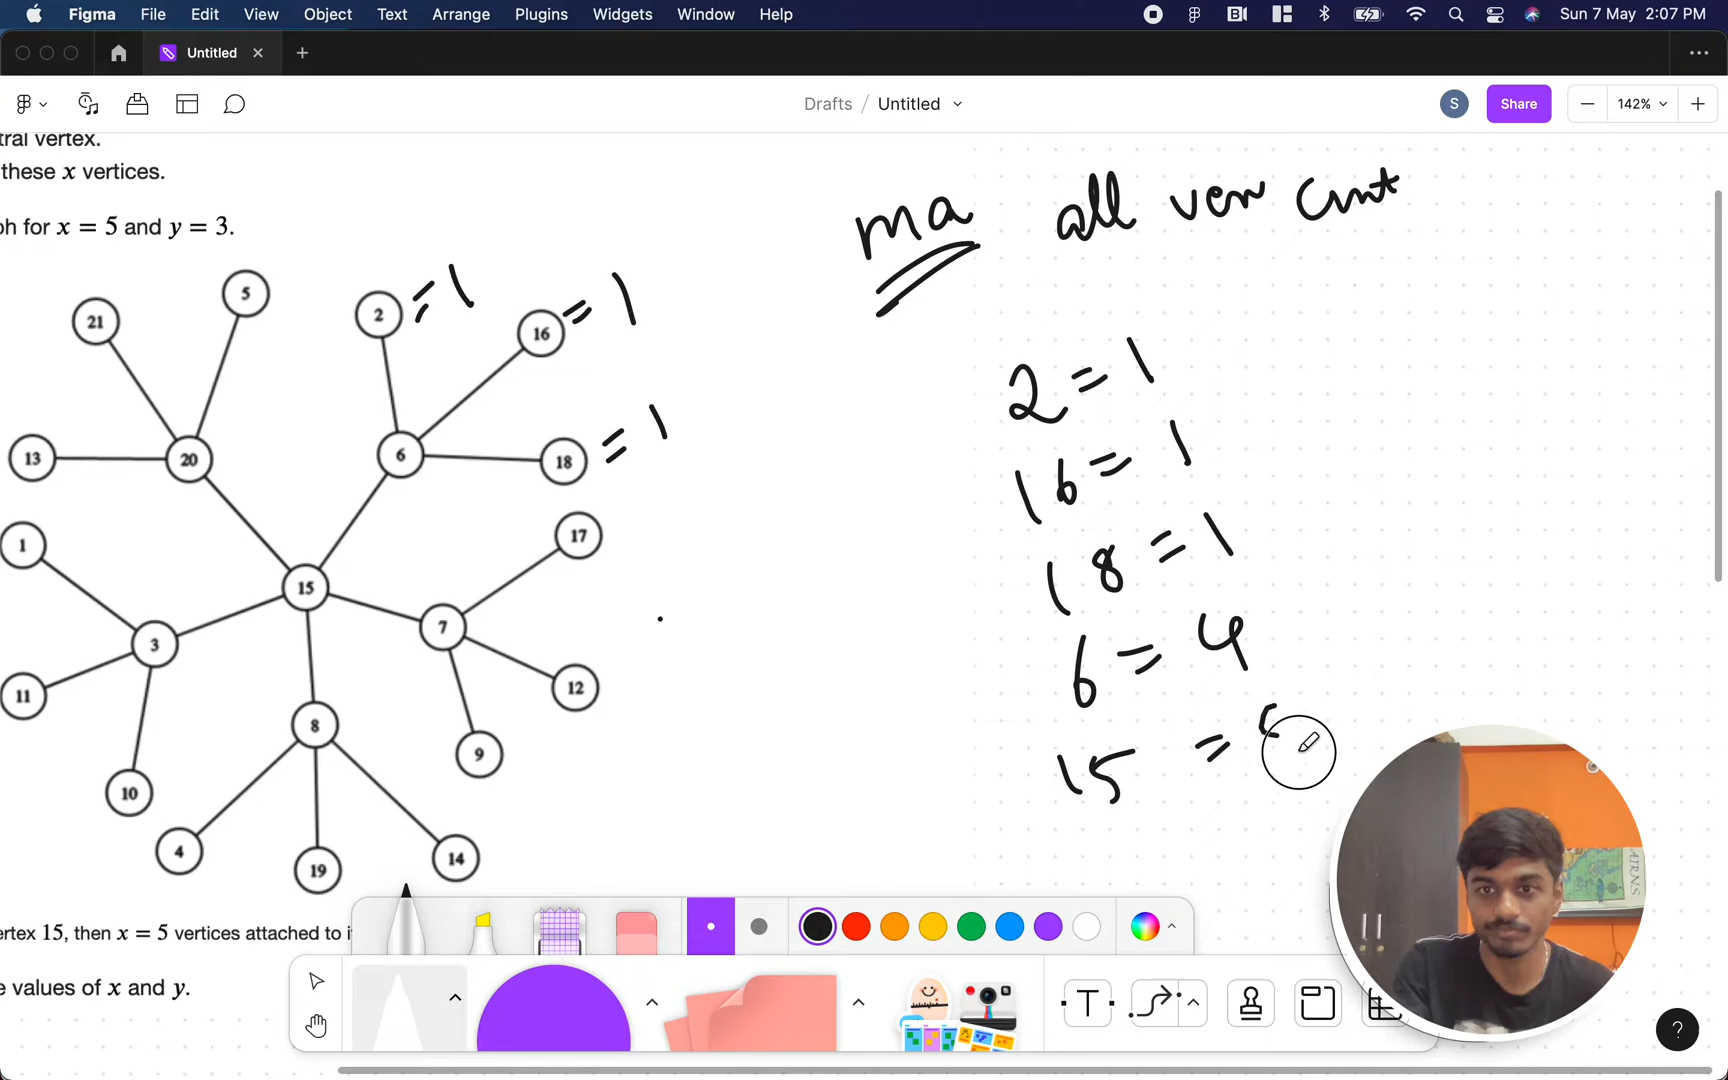 Figma File Edit View Object Text Arrange Plugins Widgets Window Help Sun 7 May 2:07 PM
Untitled
Drafts / Untitled S Share 142%
tral vertex.
these x vertices.
ph for x = 5 and y = 3.
ma all ver cnt
21 5 2 = 1 16 = 1
13 20 6 18 = 1
1 15 17
3 7
11 8 12
10 9
4 19 14
2 = 1
16 = 1
18 = 1
6 = 4
15 =
ertex 15, then x = 5 vertices attached to i
e values of x and y.
T
?